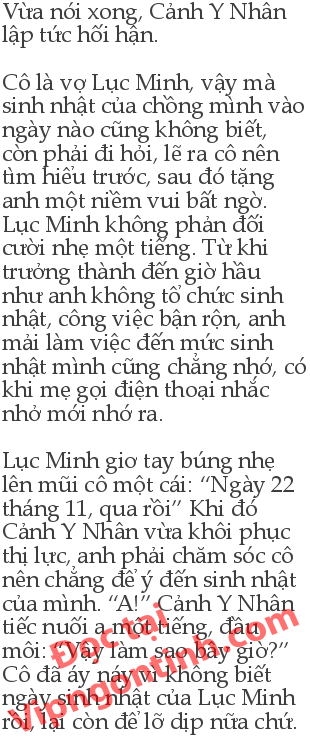 Vừa nói xong, Cảnh Y Nhân
lập tức hối hận.
Cô là vợ Lục Minh, vậy mà
sinh nhật của chồng mình vào
ngày nào cũng không biết,
còn phải đi hỏi, lẽ ra cô nên
tìm hiểu trước, sau đó tặng
anh một niềm vui bất ngờ.
Lục Minh không phản đối
cười nhẹ một tiếng. Từ khi
trưởng thành đến giờ hầu
như anh không tổ chức sinh
nhật, công việc bận rộn, anh
mải làm việc đến mức sinh
nhật mình cũng chẳng nhớ, có
khi mẹ gọi điện thoại nhắc
nhở mới nhớ ra.
Lục Minh giơ tay búng nhẹ
lên mũi cô một cái: “Ngày 22
tháng 11, qua rồi” Khi đó
Cảnh Y Nhân vừa khôi phục
thị lực, anh phải chăm sóc cô
nên chẳng để ý đến sinh nhật
của mình. “A!” Cảnh Y Nhân
tiếc nuối a một tiếng, đầu
môi: “Vậy làm sao bây giờ?”
Cô đã áy náy vì không biết
ngày sinh nhật của Lục Minh
rồi, lại còn để lỡ dịp nữa chứ.
Đọc tại
Vipngontinh.com